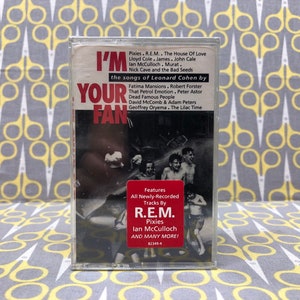 I'M
YOUR
FAN
Pixies . R.E.M. . The House Of Love
Lloyd Cole . James . John Cale
Ian McCulloch . Murat .
Nick Cave and the Bad Seeds
the songs of Leonard Cohen by
Fatima Mansions . Robert Forster
That Petrol Emotion . Peter Astor
Dead Famous People
David McComb & Adam Peters
Geoffrey Oryema . The Lilac Time
Features
All Newly-Recorded
Tracks By
R.E.M.
Pixies
Ian McCulloch
AND MANY MORE!
82349-4